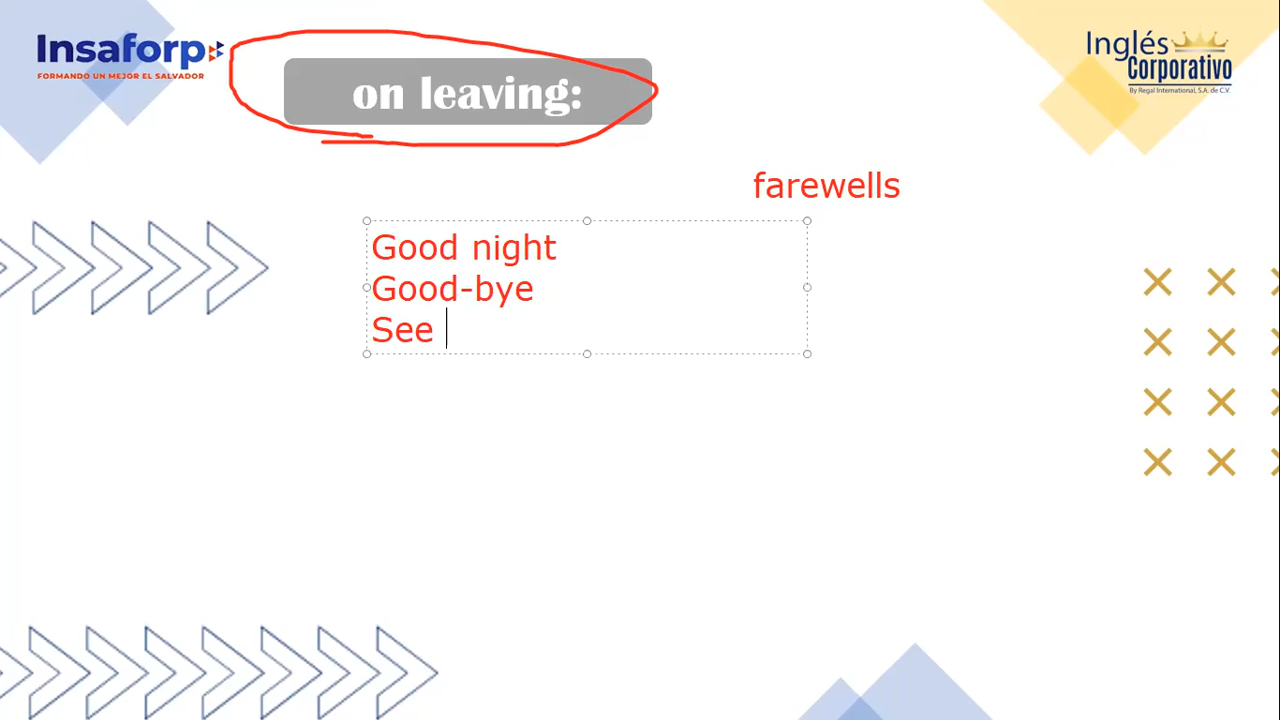 Insaforp
FORMANDO UN MEJOR EL SALVADOR
on leaving:
Inglés
Corporativo
By Regal International, S.A. de C.V.
farewells
Good night
Good-bye
See